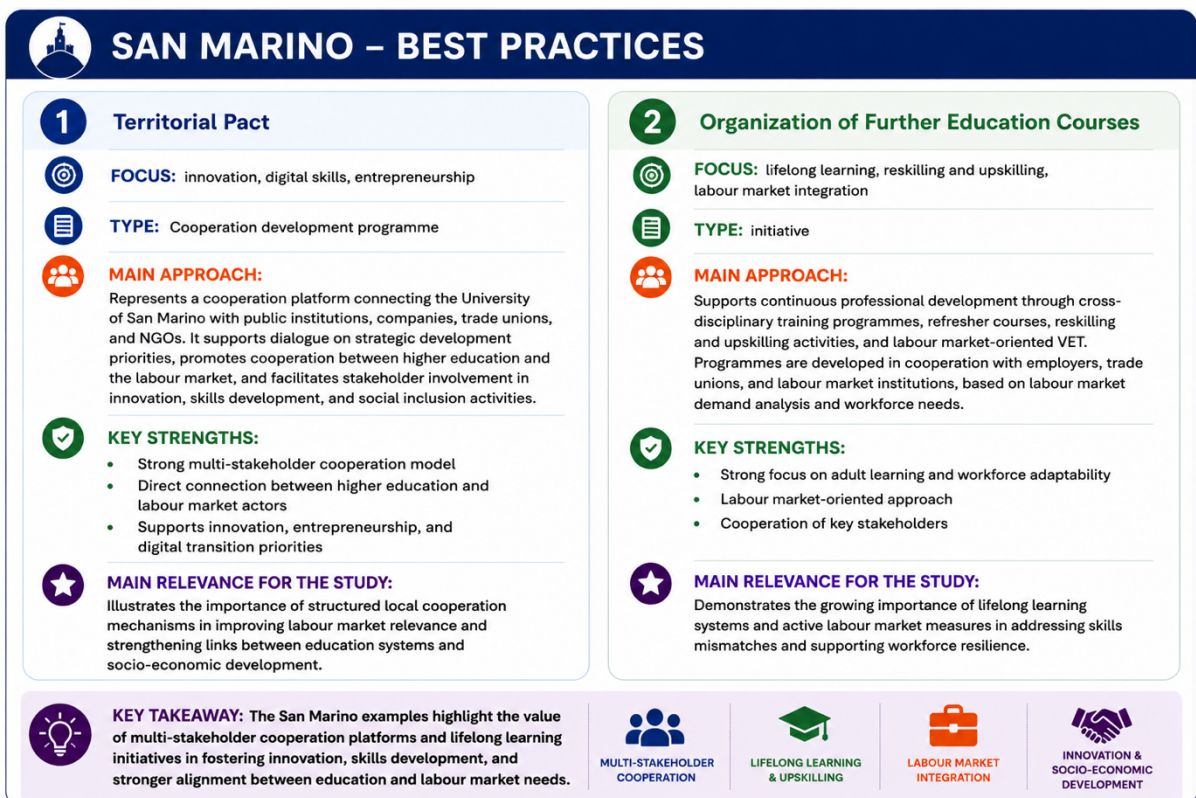 SAN MARINO – BEST PRACTICES
1
Territorial Pact
FOCUS: innovation, digital skills, entrepreneurship
TYPE: Cooperation development programme
MAIN APPROACH:
Represents a cooperation platform connecting the University
of San Marino with public institutions, companies, trade unions,
and NGOs. It supports dialogue on strategic development
priorities, promotes cooperation between higher education and
the labour market, and facilitates stakeholder involvement in
innovation, skills development, and social inclusion activities.
KEY STRENGTHS:
• Strong multi-stakeholder cooperation model
• Direct connection between higher education and
labour market actors
• Supports innovation, entrepreneurship, and
digital transition priorities
MAIN RELEVANCE FOR THE STUDY:
Illustrates the importance of structured local cooperation
mechanisms in improving labour market relevance and
strengthening links between education systems and
socio-economic development.
2
Organization of Further Education Courses
FOCUS: lifelong learning, reskilling and upskilling,
labour market integration
TYPE: initiative
MAIN APPROACH:
Supports continuous professional development through cross-
disciplinary training programmes, refresher courses, reskilling
and upskilling activities, and labour market-oriented VET.
Programmes are developed in cooperation with employers, trade
unions, and labour market institutions, based on labour market
demand analysis and workforce needs.
KEY STRENGTHS:
• Strong focus on adult learning and workforce adaptability
• Labour market-oriented approach
• Cooperation of key stakeholders
MAIN RELEVANCE FOR THE STUDY:
Demonstrates the growing importance of lifelong learning
systems and active labour market measures in addressing skills
mismatches and supporting workforce resilience.
KEY TAKEAWAY: The San Marino examples highlight the value
of multi-stakeholder cooperation platforms and lifelong learning
initiatives in fostering innovation, skills development, and
stronger alignment between education and labour market needs.
MULTI-STAKEHOLDER
COOPERATION
LIFELONG LEARNING
& UPSKILLING
LABOUR MARKET
INTEGRATION
INNOVATION &
SOCIO-ECONOMIC
DEVELOPMENT